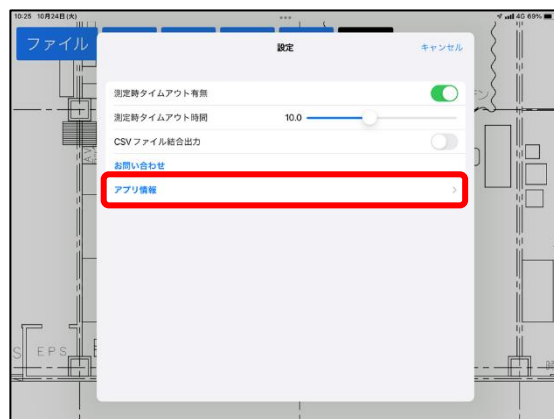 10:25 10月24日(火)
4G 69%
ファイル
設定
キャンセル
測定時タイムアウト有無
測定時タイムアウト時間 10.0
CSVファイル結合出力
お問い合わせ
アプリ情報
S EPS